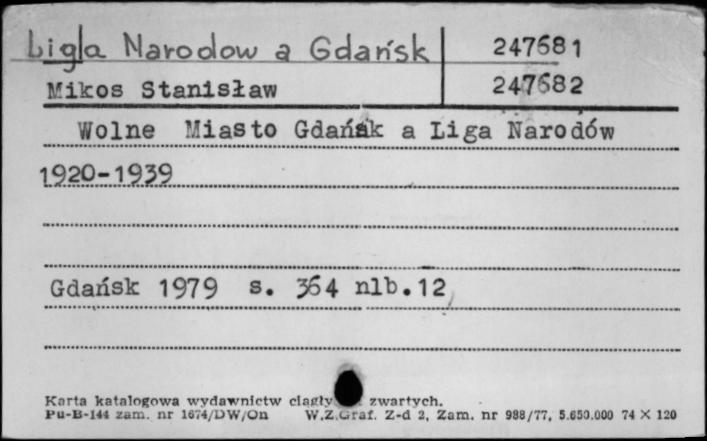 Ligla Narodow a Gdańsk 247681
Mikos Stanisław 247682
Wolne Miasto Gdańsk a Liga Narodów
1920-1939
Gdańsk 1979 s. 364 nlb.12
Karta katalogowa wydawnictw ciągły zwartych.
Pu-B-144 zam. nr 1674/DW/On W.Z.Graf. Z-d 2, Zam. nr 988/77, 5.650.000 74 X 120